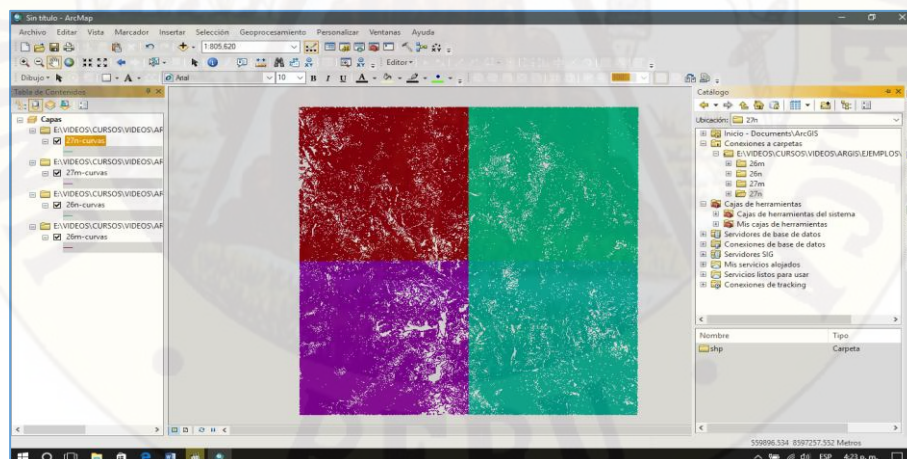 Sin título - ArcMap
Archivo Editar Vista Marcador Insertar Selección Geoprocesamiento Personalizar Ventanas Ayuda
1:805,620
Editor
Dibujo Arial 10 B I U A
Tabla de Contenidos
Capas
E:\VIDEOS\CURSOS\VIDEOS\AR
27n-curvas
E:\VIDEOS\CURSOS\VIDEOS\AR
27m-curvas
E:\VIDEOS\CURSOS\VIDEOS\AR
26n-curvas
E:\VIDEOS\CURSOS\VIDEOS\AR
26m-curvas
Catálogo
Ubicación: 27n
Inicio - Documents\ArcGIS
Conexiones a carpetas
E:\VIDEOS\CURSOS\VIDEOS\ARGIS\EJEMPLOS\
26m
26n
27m
27n
Cajas de herramientas
Cajas de herramientas del sistema
Mis cajas de herramientas
Servidores de base de datos
Conexiones de base de datos
Servidores SIG
Mis servicios alojados
Servicios listos para usar
Conexiones de tracking
Nombre Tipo
shp Carpeta
559896.534 8597257.552 Metros
ESP 4:23 p. m.